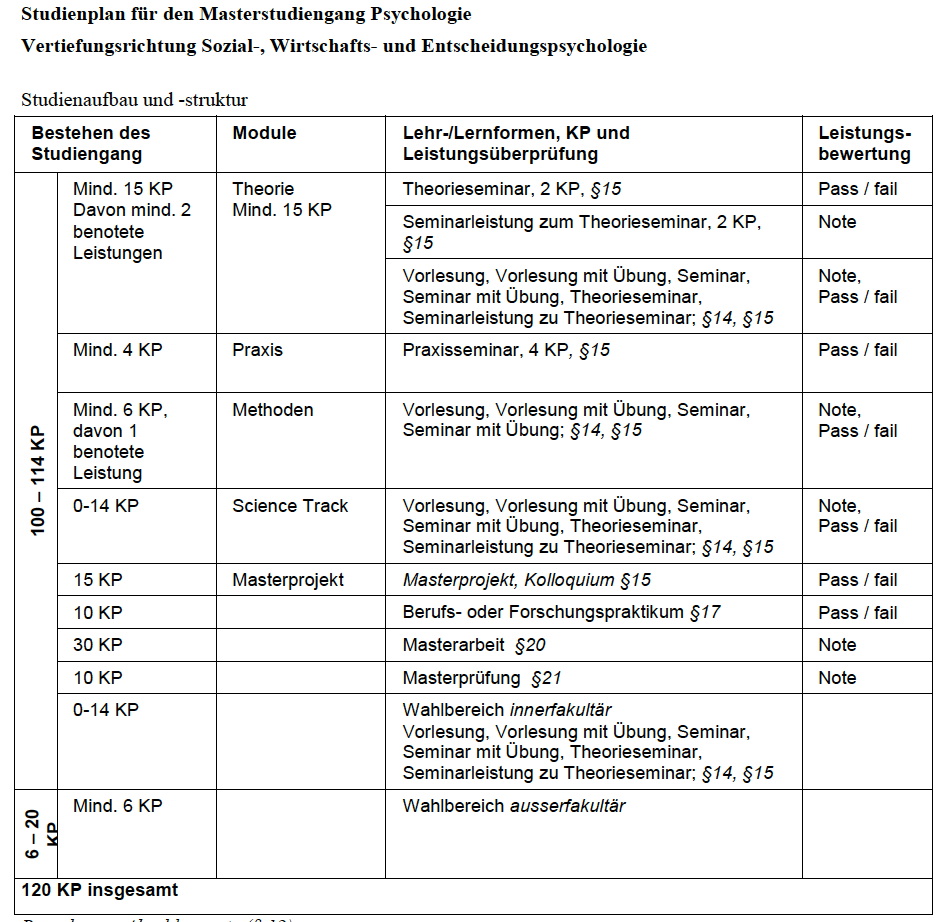 Studienplan für den Masterstudiengang Psychologie
Vertiefungsrichtung Sozial-, Wirtschafts- und Entscheidungspsychologie
Studienaufbau und -struktur
Bestehen des
Studiengang
Module
Lehr-/Lernformen, KP und
Leistungsüberprüfung
Leistungs-
bewertung
100 – 114 KP
Mind. 15 KP
Davon mind. 2
benotete
Leistungen
Theorie
Mind. 15 KP
Theorieseminar, 2 KP, §15
Pass / fail
Seminarleistung zum Theorieseminar, 2 KP,
§15
Note
Vorlesung, Vorlesung mit Übung, Seminar,
Seminar mit Übung, Theorieseminar,
Seminarleistung zu Theorieseminar; §14, §15
Note,
Pass / fail
Mind. 4 KP
Praxis
Praxisseminar, 4 KP, §15
Pass / fail
Mind. 6 KP,
davon 1
benotete
Leistung
Methoden
Vorlesung, Vorlesung mit Übung, Seminar,
Seminar mit Übung; §14, §15
Note,
Pass / fail
0-14 KP
Science Track
Vorlesung, Vorlesung mit Übung, Seminar,
Seminar mit Übung, Theorieseminar,
Seminarleistung zu Theorieseminar; §14, §15
Note,
Pass / fail
15 KP
Masterprojekt
Masterprojekt, Kolloquium §15
Pass / fail
10 KP
Berufs- oder Forschungspraktikum §17
Pass / fail
30 KP
Masterarbeit §20
Note
10 KP
Masterprüfung §21
Note
0-14 KP
Wahlbereich innerfakultär
Vorlesung, Vorlesung mit Übung, Seminar,
Seminar mit Übung, Theorieseminar,
Seminarleistung zu Theorieseminar; §14, §15
6 – 20
KP
Mind. 6 KP
Wahlbereich ausserfakultär
120 KP insgesamt